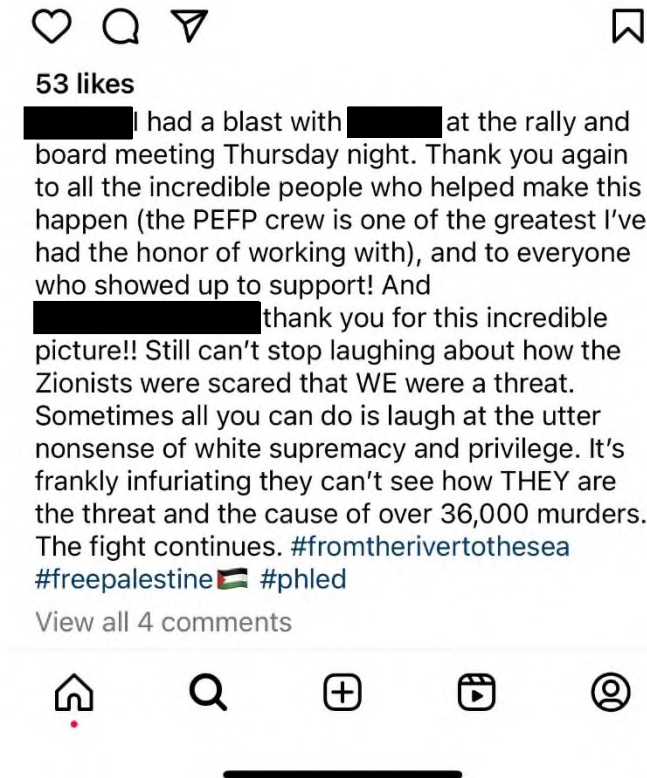 53 likes
I had a blast with at the rally and
board meeting Thursday night. Thank you again
to all the incredible people who helped make this
happen (the PEFP crew is one of the greatest I’ve
had the honor of working with), and to everyone
who showed up to support! And
thank you for this incredible
picture!! Still can’t stop laughing about how the
Zionists were scared that WE were a threat.
Sometimes all you can do is laugh at the utter
nonsense of white supremacy and privilege. It’s
frankly infuriating they can’t see how THEY are
the threat and the cause of over 36,000 murders.
The fight continues. #fromtherivertothesea
#freepalestine🇵🇸 #phled
View all 4 comments